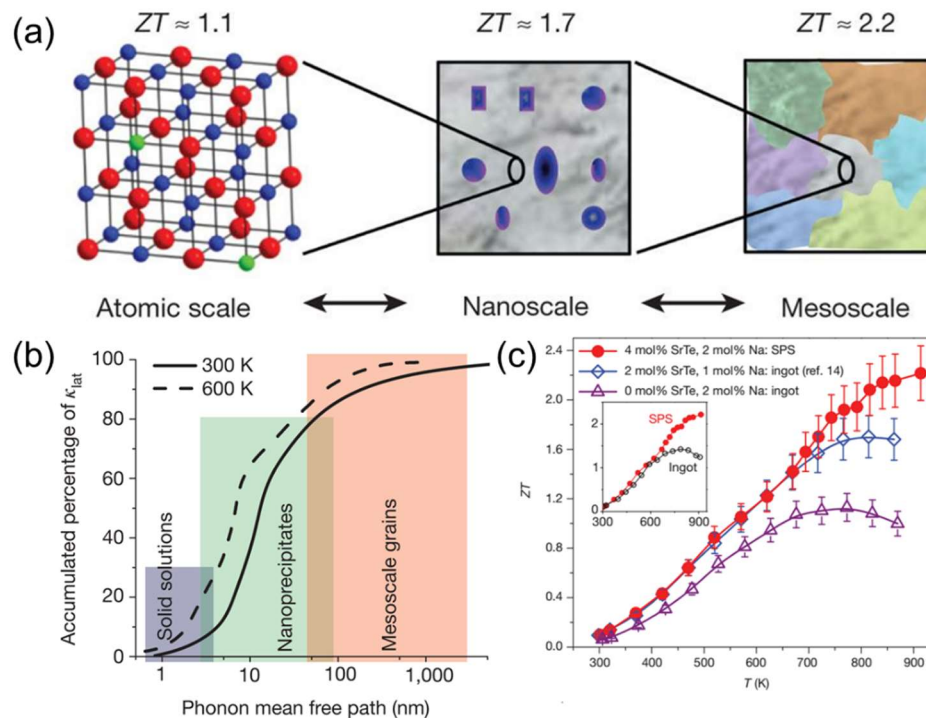 (a)
ZT ≈ 1.1
ZT ≈ 1.7
ZT ≈ 2.2
Atomic scale
Nanoscale
Mesoscale
(b)
Accumulated percentage of κlat
100
80
60
40
20
0
300 K
600 K
Solid solutions
Nanoprecipitates
Mesoscale grains
1
10
100
1,000
Phonon mean free path (nm)
(c)
ZT
2.4
2.0
1.6
1.2
0.8
0.4
0.0
4 mol% SrTe, 2 mol% Na: SPS
2 mol% SrTe, 1 mol% Na: ingot (ref. 14)
0 mol% SrTe, 2 mol% Na: ingot
2
1
0
SPS
Ingot
300
600
900
300
400
500
600
700
800
900
T (K)